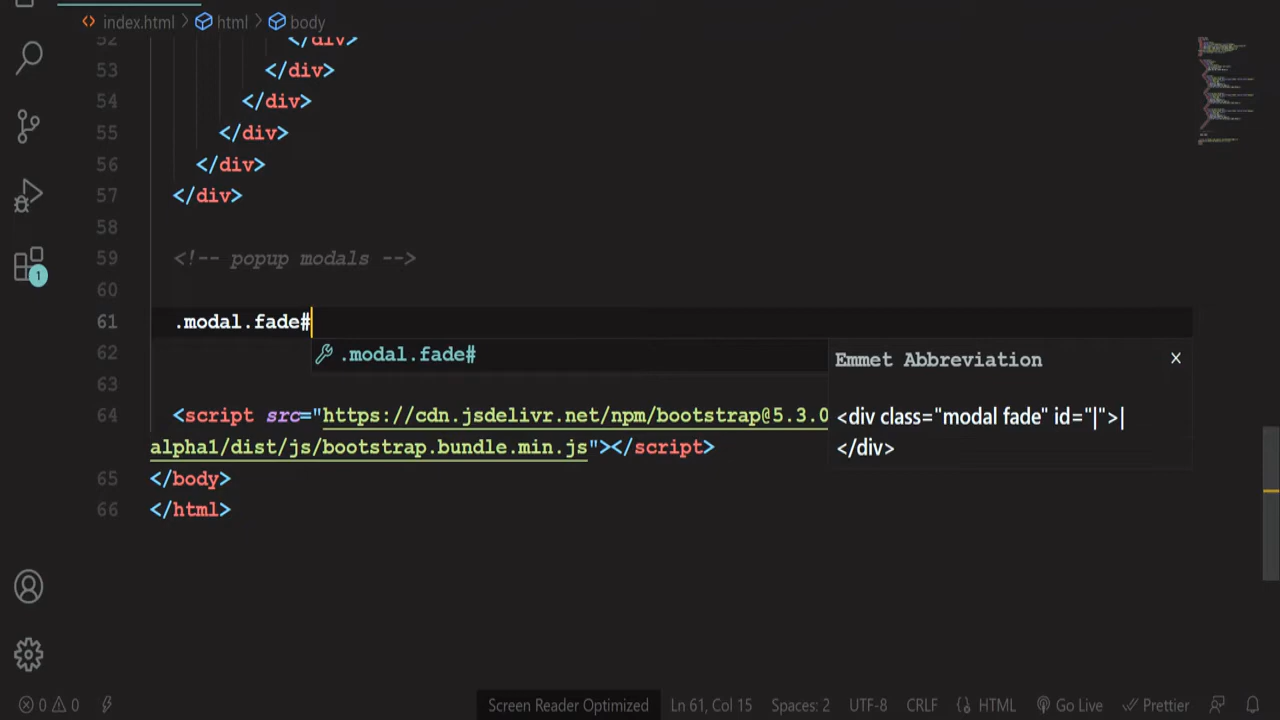 index.html > html > body
52 </div>
53 </div>
54 </div>
55 </div>
56 </div>
57 </div>
58
59 <!-- popup modals -->
60
61 .modal.fade#
62 .modal.fade#
Emmet Abbreviation ×
63
<div class="modal fade" id="|">|
</div>
64 <script src="https://cdn.jsdelivr.net/npm/bootstrap@5.3.0
alpha1/dist/js/bootstrap.bundle.min.js"></script>
65 </body>
66 </html>
1
0 0 Screen Reader Optimized Ln 61, Col 15 Spaces: 2 UTF-8 CRLF HTML Go Live Prettier